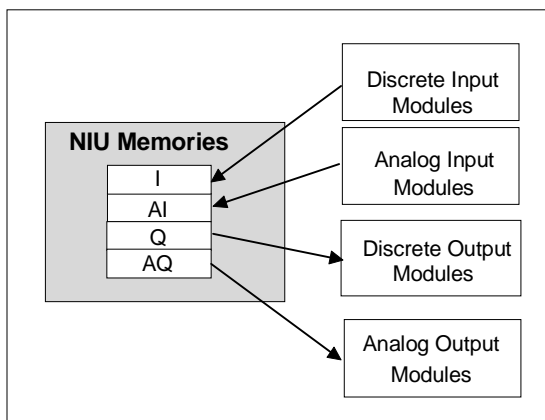 NIU Memories
I
AI
Q
AQ
Discrete Input
Modules
Analog Input
Modules
Discrete Output
Modules
Analog Output
Modules